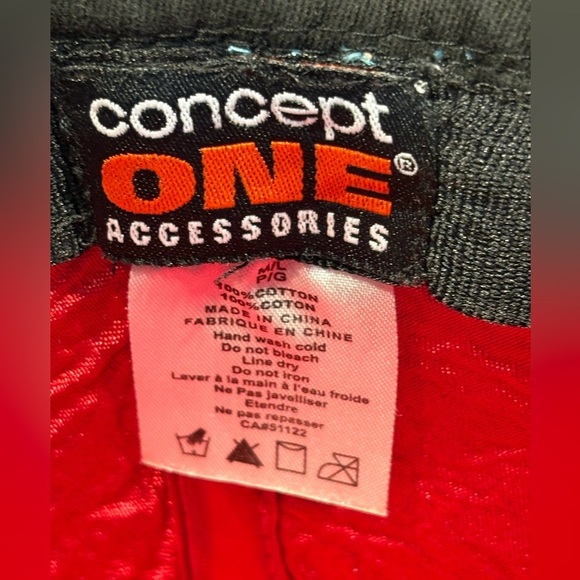 concept
ONE®
ACCESSORIES
M/L
P/G
100%COTTON
100%COTON
MADE IN CHINA
FABRIQUE EN CHINE
Hand wash cold
Do not bleach
Line dry
Do not iron
Laver à la main à l'eau froide
Ne Pas javelliser
Etendre
Ne pas repasser
CA#51122